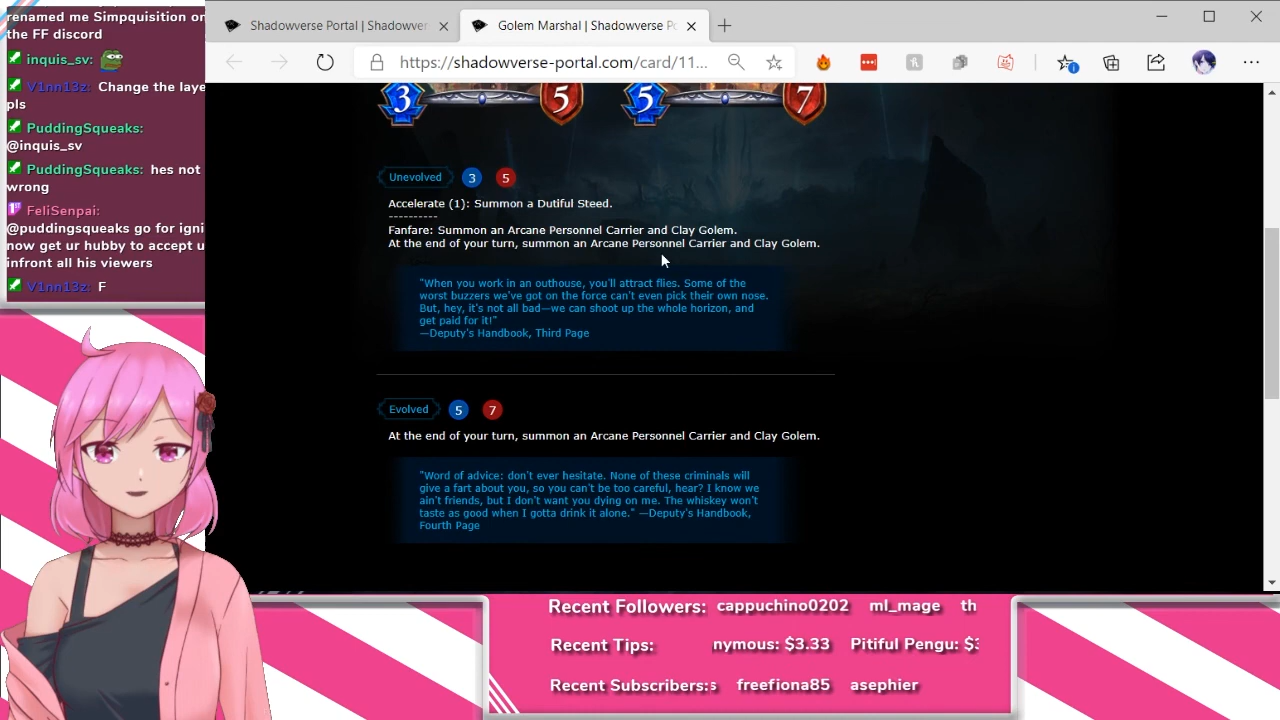 renamed me Simpquisition on
the FF discord
inquis_sv:
V1nn13z: Change the laye
pls
PuddingSqueaks:
@inquis_sv
PuddingSqueaks: hes not
wrong
FeliSenpai:
@puddingsqueaks go for igni
now get ur hubby to accept u
infront all his viewers
V1nn13z: F
Shadowverse Portal | Shadowver
Golem Marshal | Shadowverse Po
https://shadowverse-portal.com/card/11...
3 5 5 7
Unevolved 3 5
Accelerate (1): Summon a Dutiful Steed.
----------
Fanfare: Summon an Arcane Personnel Carrier and Clay Golem.
At the end of your turn, summon an Arcane Personnel Carrier and Clay Golem.
"When you work in an outhouse, you'll attract flies. Some of the
worst buzzers we've got on the force can't even pick their own nose.
But, hey, it's not all bad—we can shoot up the whole horizon, and
get paid for it!"
—Deputy's Handbook, Third Page
Evolved 5 7
At the end of your turn, summon an Arcane Personnel Carrier and Clay Golem.
"Word of advice: don't ever hesitate. None of these criminals will
give a fart about you, so you can't be too careful, hear? I know we
ain't friends, but I don't want you dying on me. The whiskey won't
taste as good when I gotta drink it alone." —Deputy's Handbook,
Fourth Page
Recent Followers: cappuchino0202 ml_mage th
Recent Tips: nymous: $3.33 Pitiful Pengu: $3
Recent Subscribers: s freefiona85 asephier